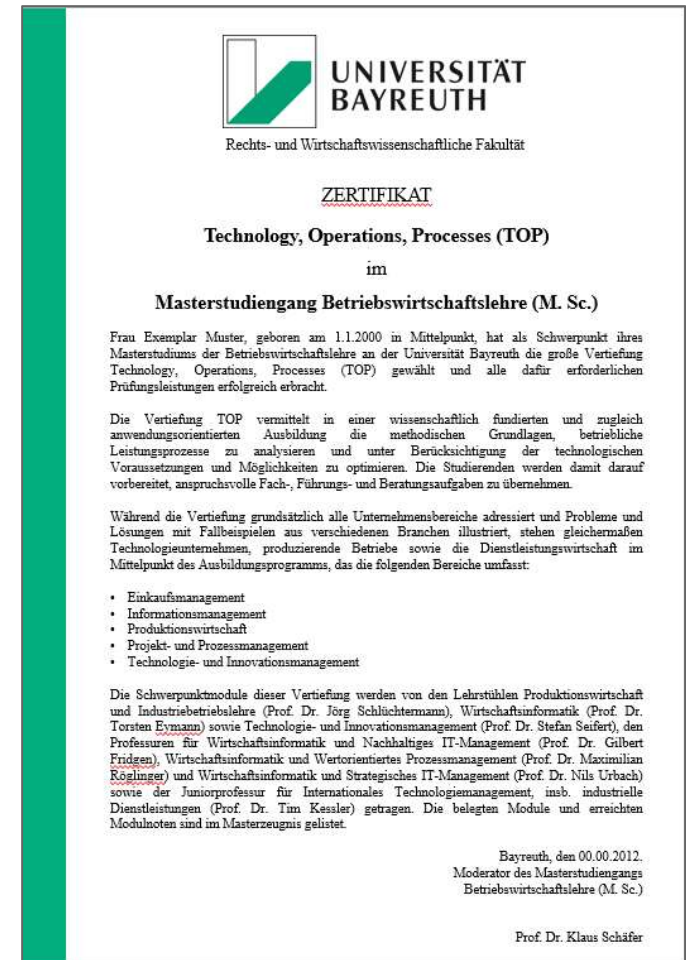 UNIVERSITÄT
BAYREUTH
Rechts- und Wirtschaftswissenschaftliche Fakultät
ZERTIFIKAT
Technology, Operations, Processes (TOP)
im
Masterstudiengang Betriebswirtschaftslehre (M. Sc.)
Frau Exemplar Muster, geboren am 1.1.2000 in Mittelpunkt, hat als Schwerpunkt ihres
Masterstudiums der Betriebswirtschaftslehre an der Universität Bayreuth die große Vertiefung
Technology, Operations, Processes (TOP) gewählt und alle dafür erforderlichen
Prüfungsleistungen erfolgreich erbracht.
Die Vertiefung TOP vermittelt in einer wissenschaftlich fundierten und zugleich
anwendungsorientierten Ausbildung die methodischen Grundlagen, betriebliche
Leistungsprozesse zu analysieren und unter Berücksichtigung der technologischen
Voraussetzungen und Möglichkeiten zu optimieren. Die Studierenden werden damit darauf
vorbereitet, anspruchsvolle Fach-, Führungs- und Beratungsaufgaben zu übernehmen.
Während die Vertiefung grundsätzlich alle Unternehmensbereiche adressiert und Probleme und
Lösungen mit Fallbeispielen aus verschiedenen Branchen illustriert, stehen gleichermaßen
Technologieunternehmen, produzierende Betriebe sowie die Dienstleistungswirtschaft im
Mittelpunkt des Ausbildungsprogramms, das die folgenden Bereiche umfasst:
• Einkaufsmanagement
• Informationsmanagement
• Produktionswirtschaft
• Projekt- und Prozessmanagement
• Technologie- und Innovationsmanagement
Die Schwerpunktmodule dieser Vertiefung werden von den Lehrstühlen Produktionswirtschaft
und Industriebetriebslehre (Prof. Dr. Jörg Schlüchtermann), Wirtschaftsinformatik (Prof. Dr.
Torsten Eymann) sowie Technologie- und Innovationsmanagement (Prof. Dr. Stefan Seifert), den
Professuren für Wirtschaftsinformatik und Nachhaltiges IT-Management (Prof. Dr. Gilbert
Fridgen), Wirtschaftsinformatik und Wertorientiertes Prozessmanagement (Prof. Dr. Maximilian
Röglinger) und Wirtschaftsinformatik und Strategisches IT-Management (Prof. Dr. Nils Urbach)
sowie der Juniorprofessur für Internationales Technologiemanagement, insb. industrielle
Dienstleistungen (Prof. Dr. Tim Kessler) getragen. Die belegten Module und erreichten
Modulnoten sind im Masterzeugnis gelistet.
Bayreuth, den 00.00.2012.
Moderator des Masterstudiengangs
Betriebswirtschaftslehre (M. Sc.)
Prof. Dr. Klaus Schäfer